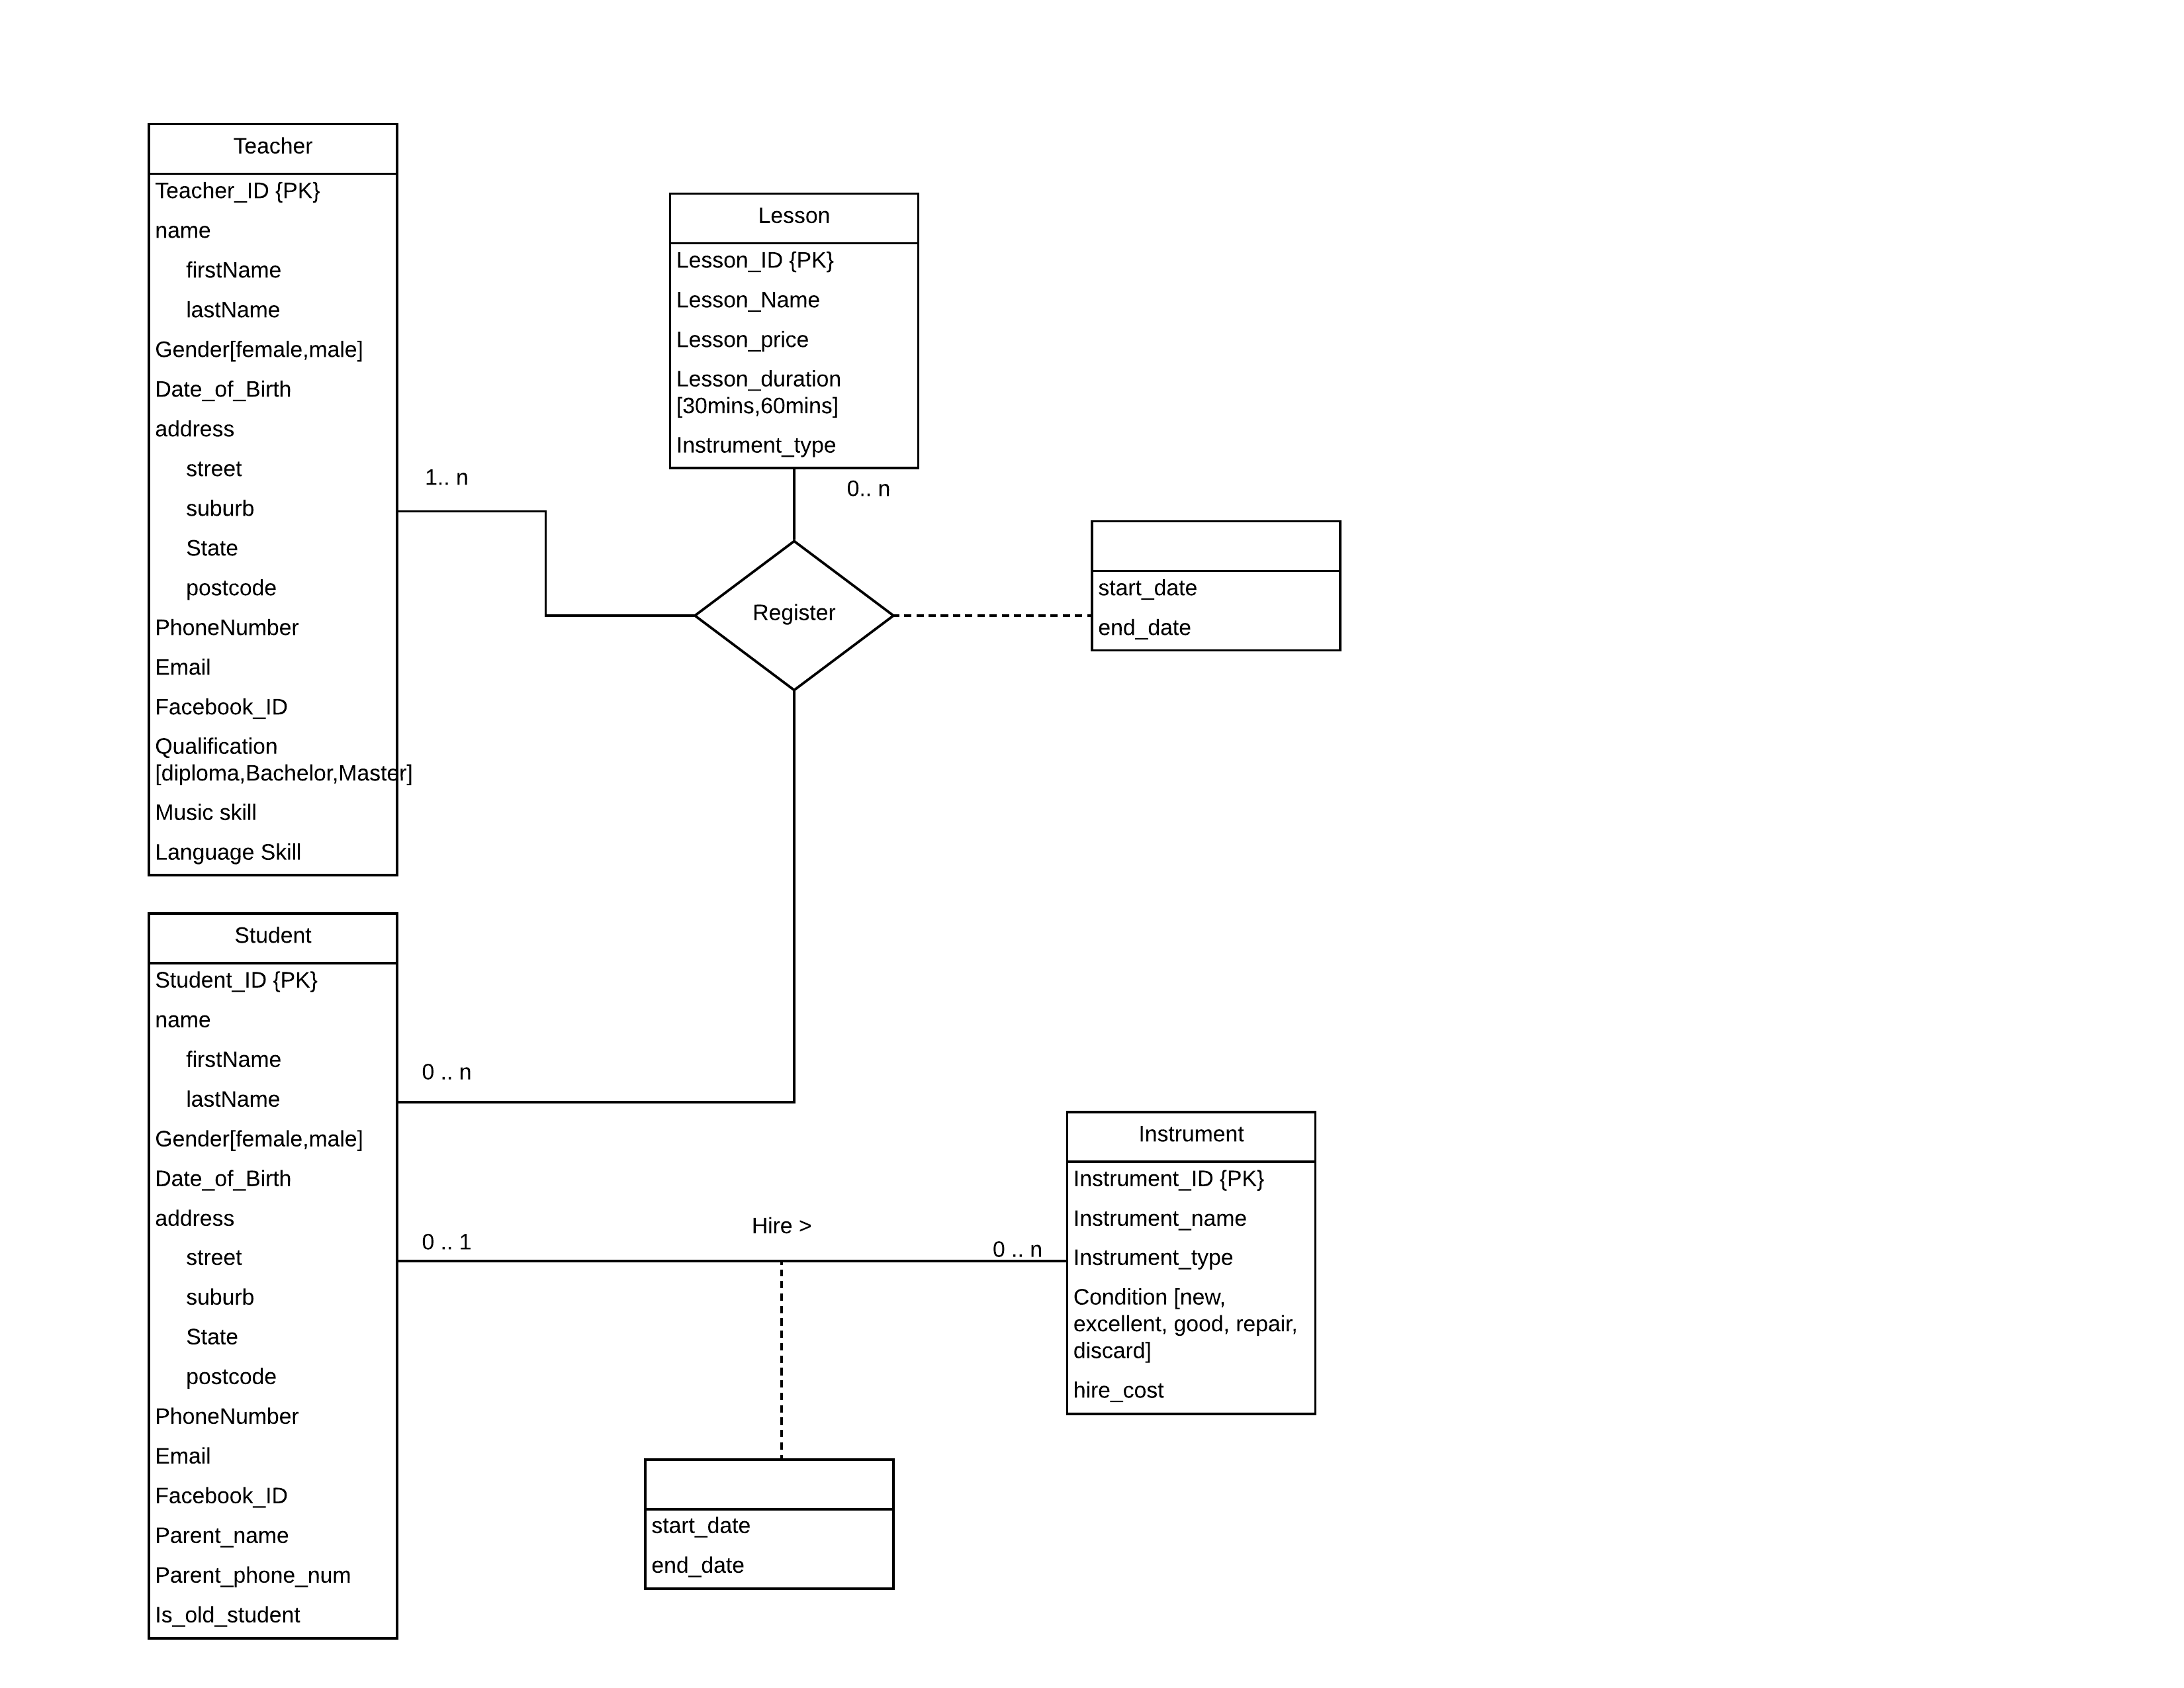 Teacher
Teacher_ID {PK}
name
firstName
lastName
Gender[female,male]
Date_of_Birth
address
street
suburb
State
postcode
PhoneNumber
Email
Facebook_ID
Qualification
[diploma,Bachelor,Master]
Music skill
Language Skill
1.. n
Lesson
Lesson_ID {PK}
Lesson_Name
Lesson_price
Lesson_duration
[30mins,60mins]
Instrument_type
0.. n
Register
start_date
end_date
Student
Student_ID {PK}
name
firstName
lastName
Gender[female,male]
Date_of_Birth
address
street
suburb
State
postcode
PhoneNumber
Email
Facebook_ID
Parent_name
Parent_phone_num
Is_old_student
0 .. n
0 .. 1
Hire >
0 .. n
Instrument
Instrument_ID {PK}
Instrument_name
Instrument_type
Condition [new,
excellent, good, repair,
discard]
hire_cost
start_date
end_date